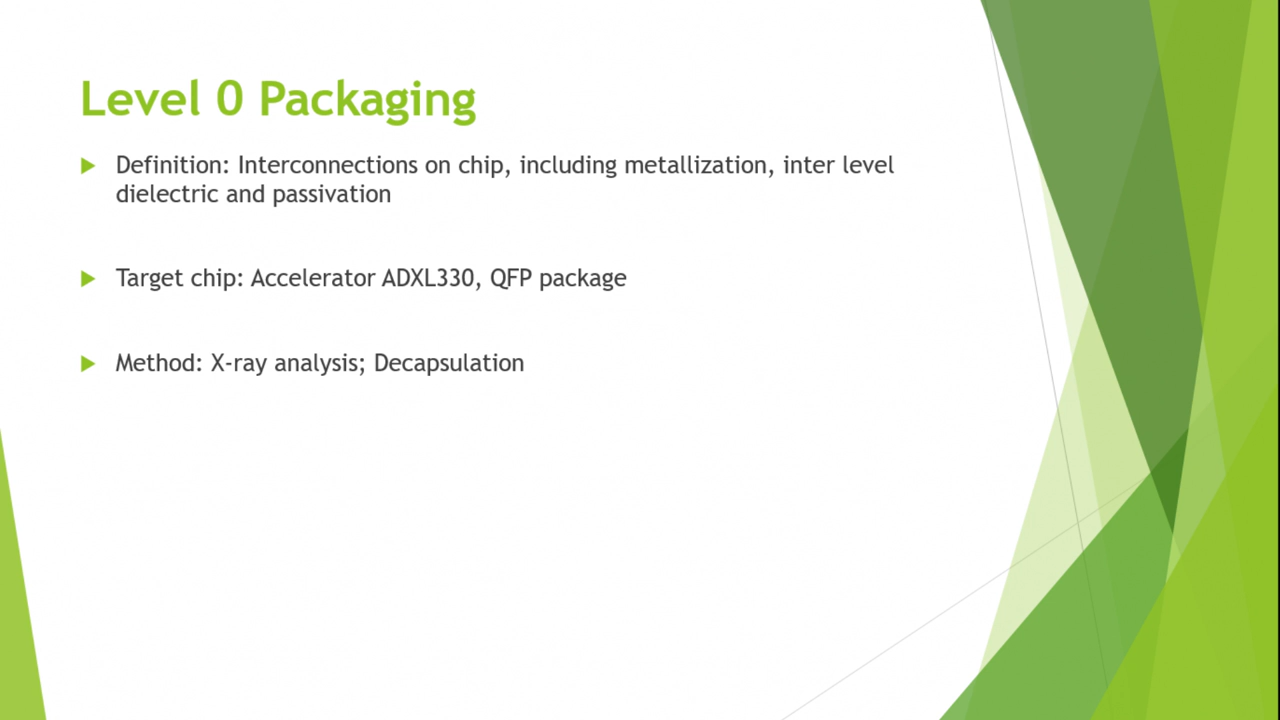 Level 0 Packaging
Definition: Interconnections on chip, including metallization, inter level
dielectric and passivation
Target chip: Accelerator ADXL330, QFP package
Method: X-ray analysis; Decapsulation